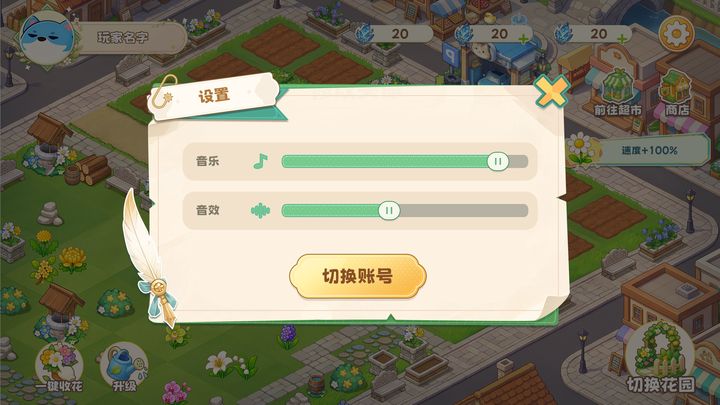 玩家名字
20
20
20
设置
前往超市
商店
音乐
速度+100%
音效
切换账号
一键收花
升级
切换花园